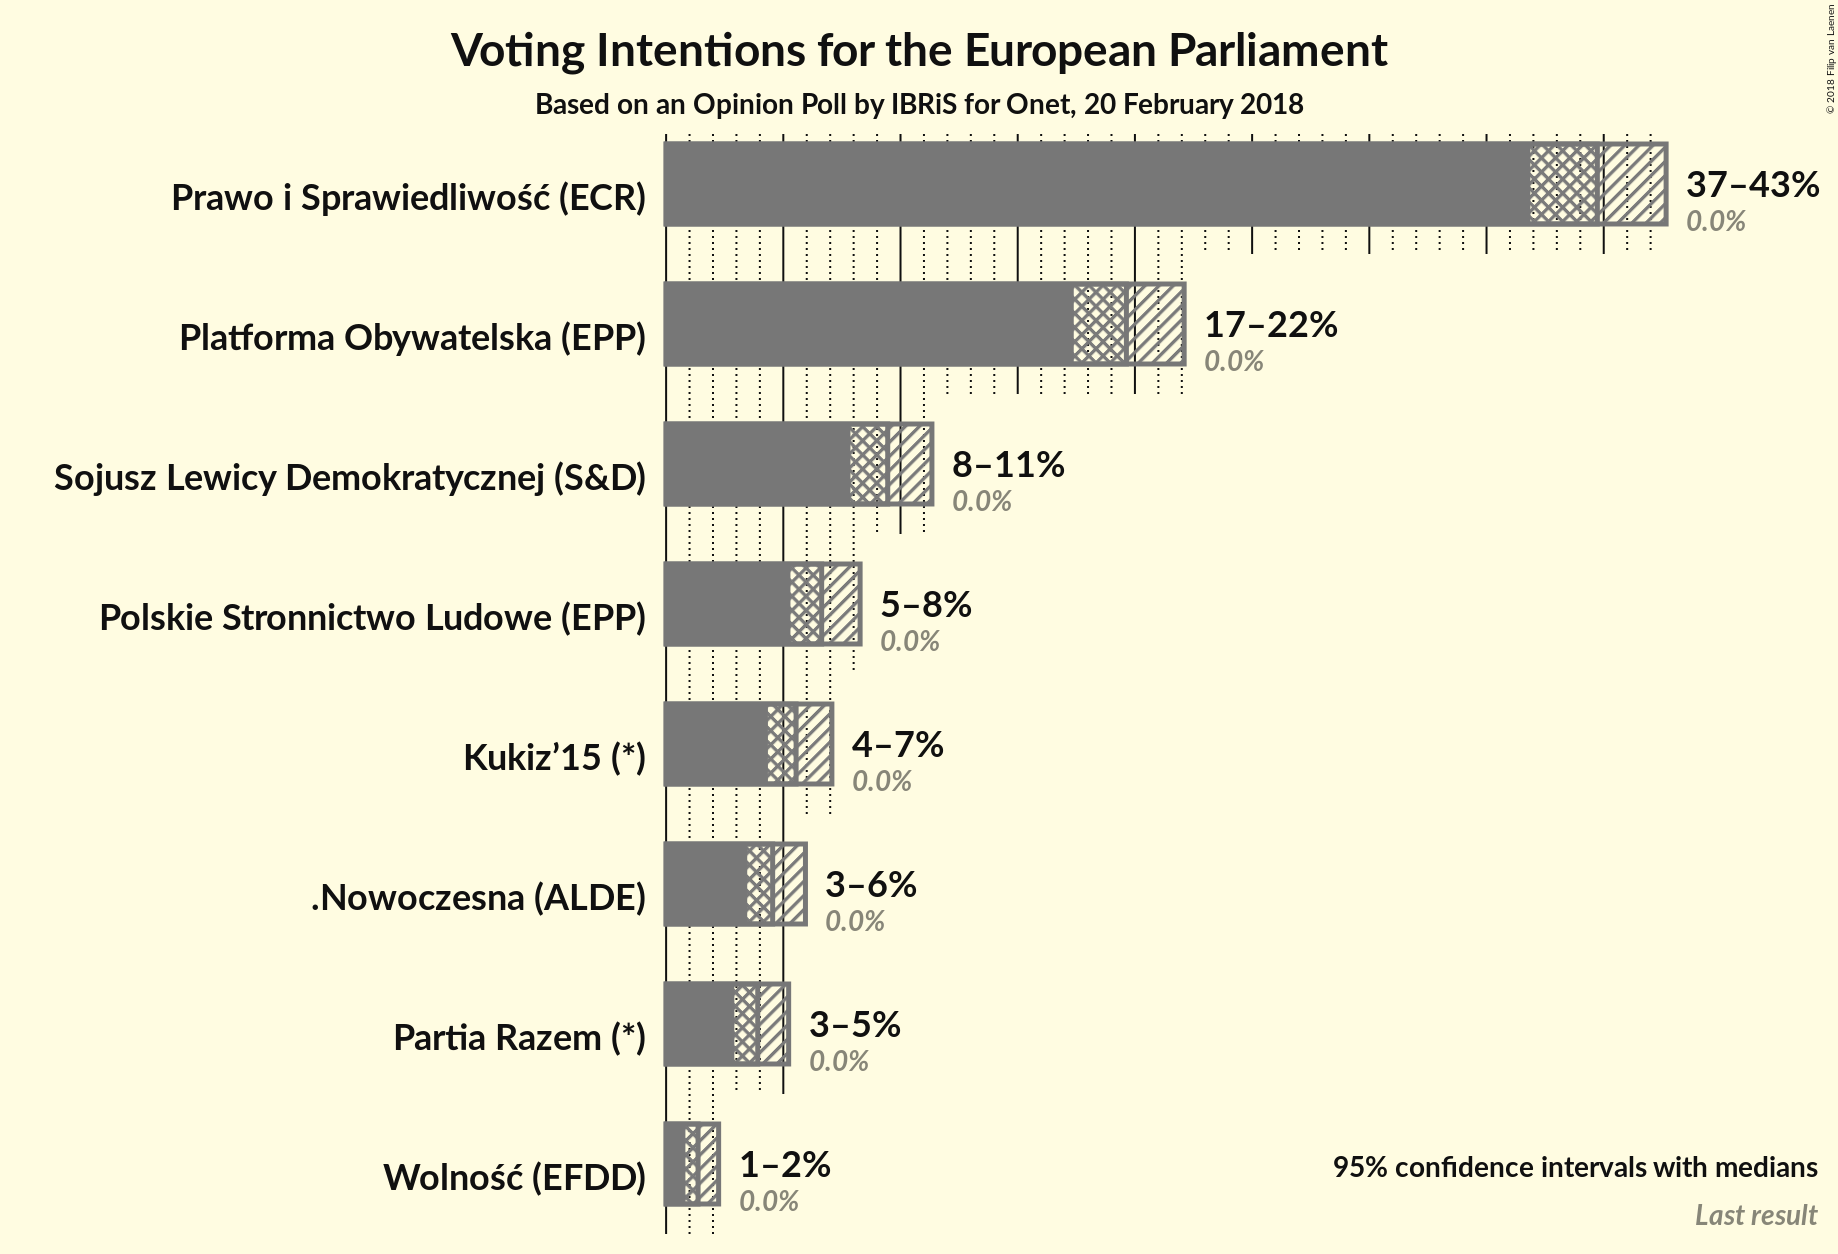 Voting Intentions for the European Parliament
Based on an Opinion Poll by IBRiS for Onet, 20 February 2018
© 2018 Filip van Laenen
Prawo i Sprawiedliwość (ECR)
37–43%
0.0%
Platforma Obywatelska (EPP)
17–22%
0.0%
Sojusz Lewicy Demokratycznej (S&D)
8–11%
0.0%
Polskie Stronnictwo Ludowe (EPP)
5–8%
0.0%
Kukiz’15 (*)
4–7%
0.0%
.Nowoczesna (ALDE)
3–6%
0.0%
Partia Razem (*)
3–5%
0.0%
Wolność (EFDD)
1–2%
0.0%
95% confidence intervals with medians
Last result